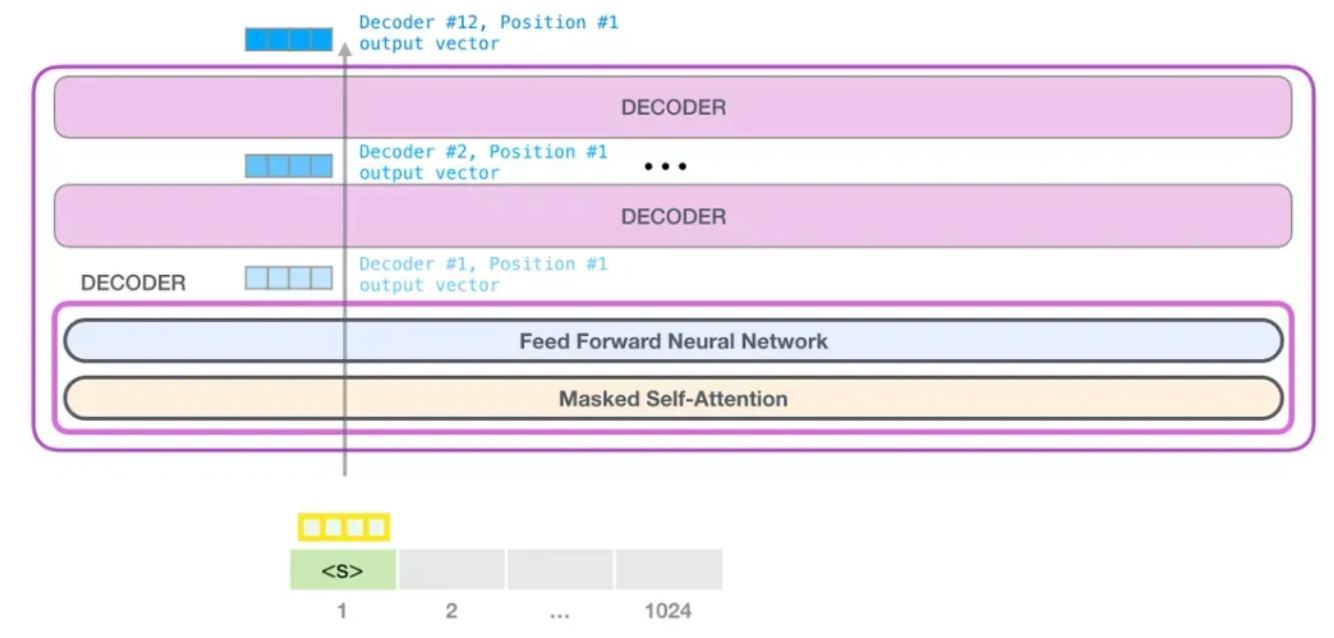 Decoder #12, Position #1
output vector
DECODER
Decoder #2, Position #1
output vector
...
DECODER
Decoder #1, Position #1
output vector
DECODER
Feed Forward Neural Network
Masked Self-Attention
<S>
1 2 ... 1024